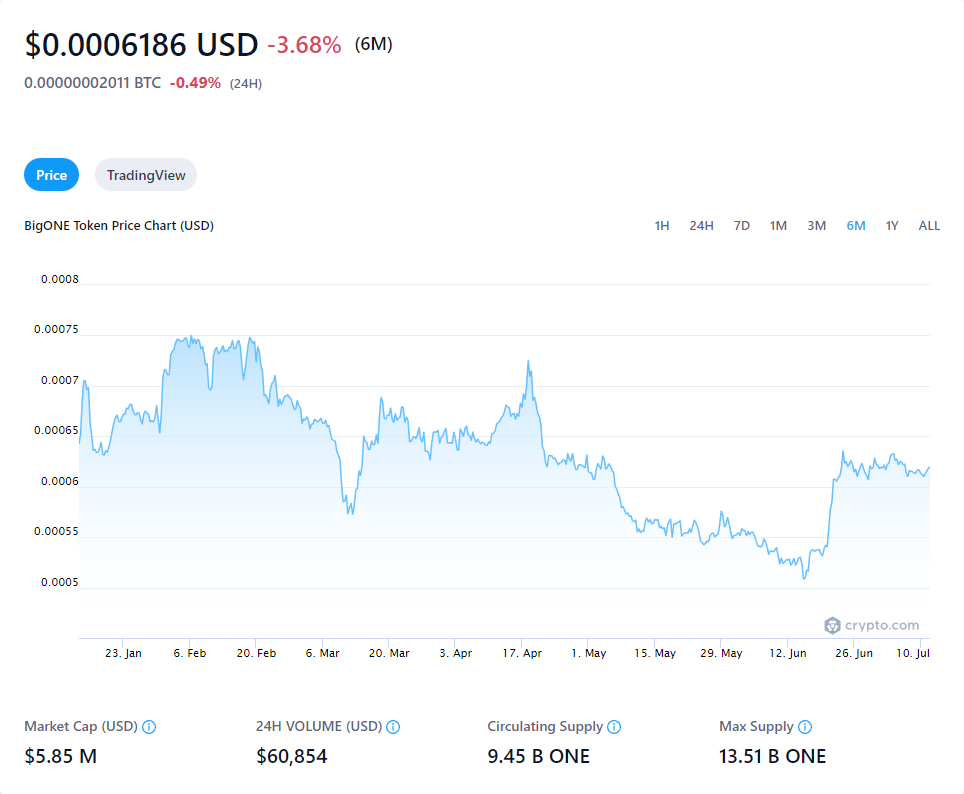 $0.0006186 USD -3.68% (6M)
0.00000002011 BTC -0.49% (24H)
Price TradingView
BigONE Token Price Chart (USD) 1H 24H 7D 1M 3M 6M 1Y ALL
0.0008
0.00075
0.0007
0.00065
0.0006
0.00055
0.0005
crypto.com
23. Jan 6. Feb 20. Feb 6. Mar 20. Mar 3. Apr 17. Apr 1. May 15. May 29. May 12. Jun 26. Jun 10. Jul
Market Cap (USD) 24H VOLUME (USD) Circulating Supply Max Supply
$5.85 M $60,854 9.45 B ONE 13.51 B ONE